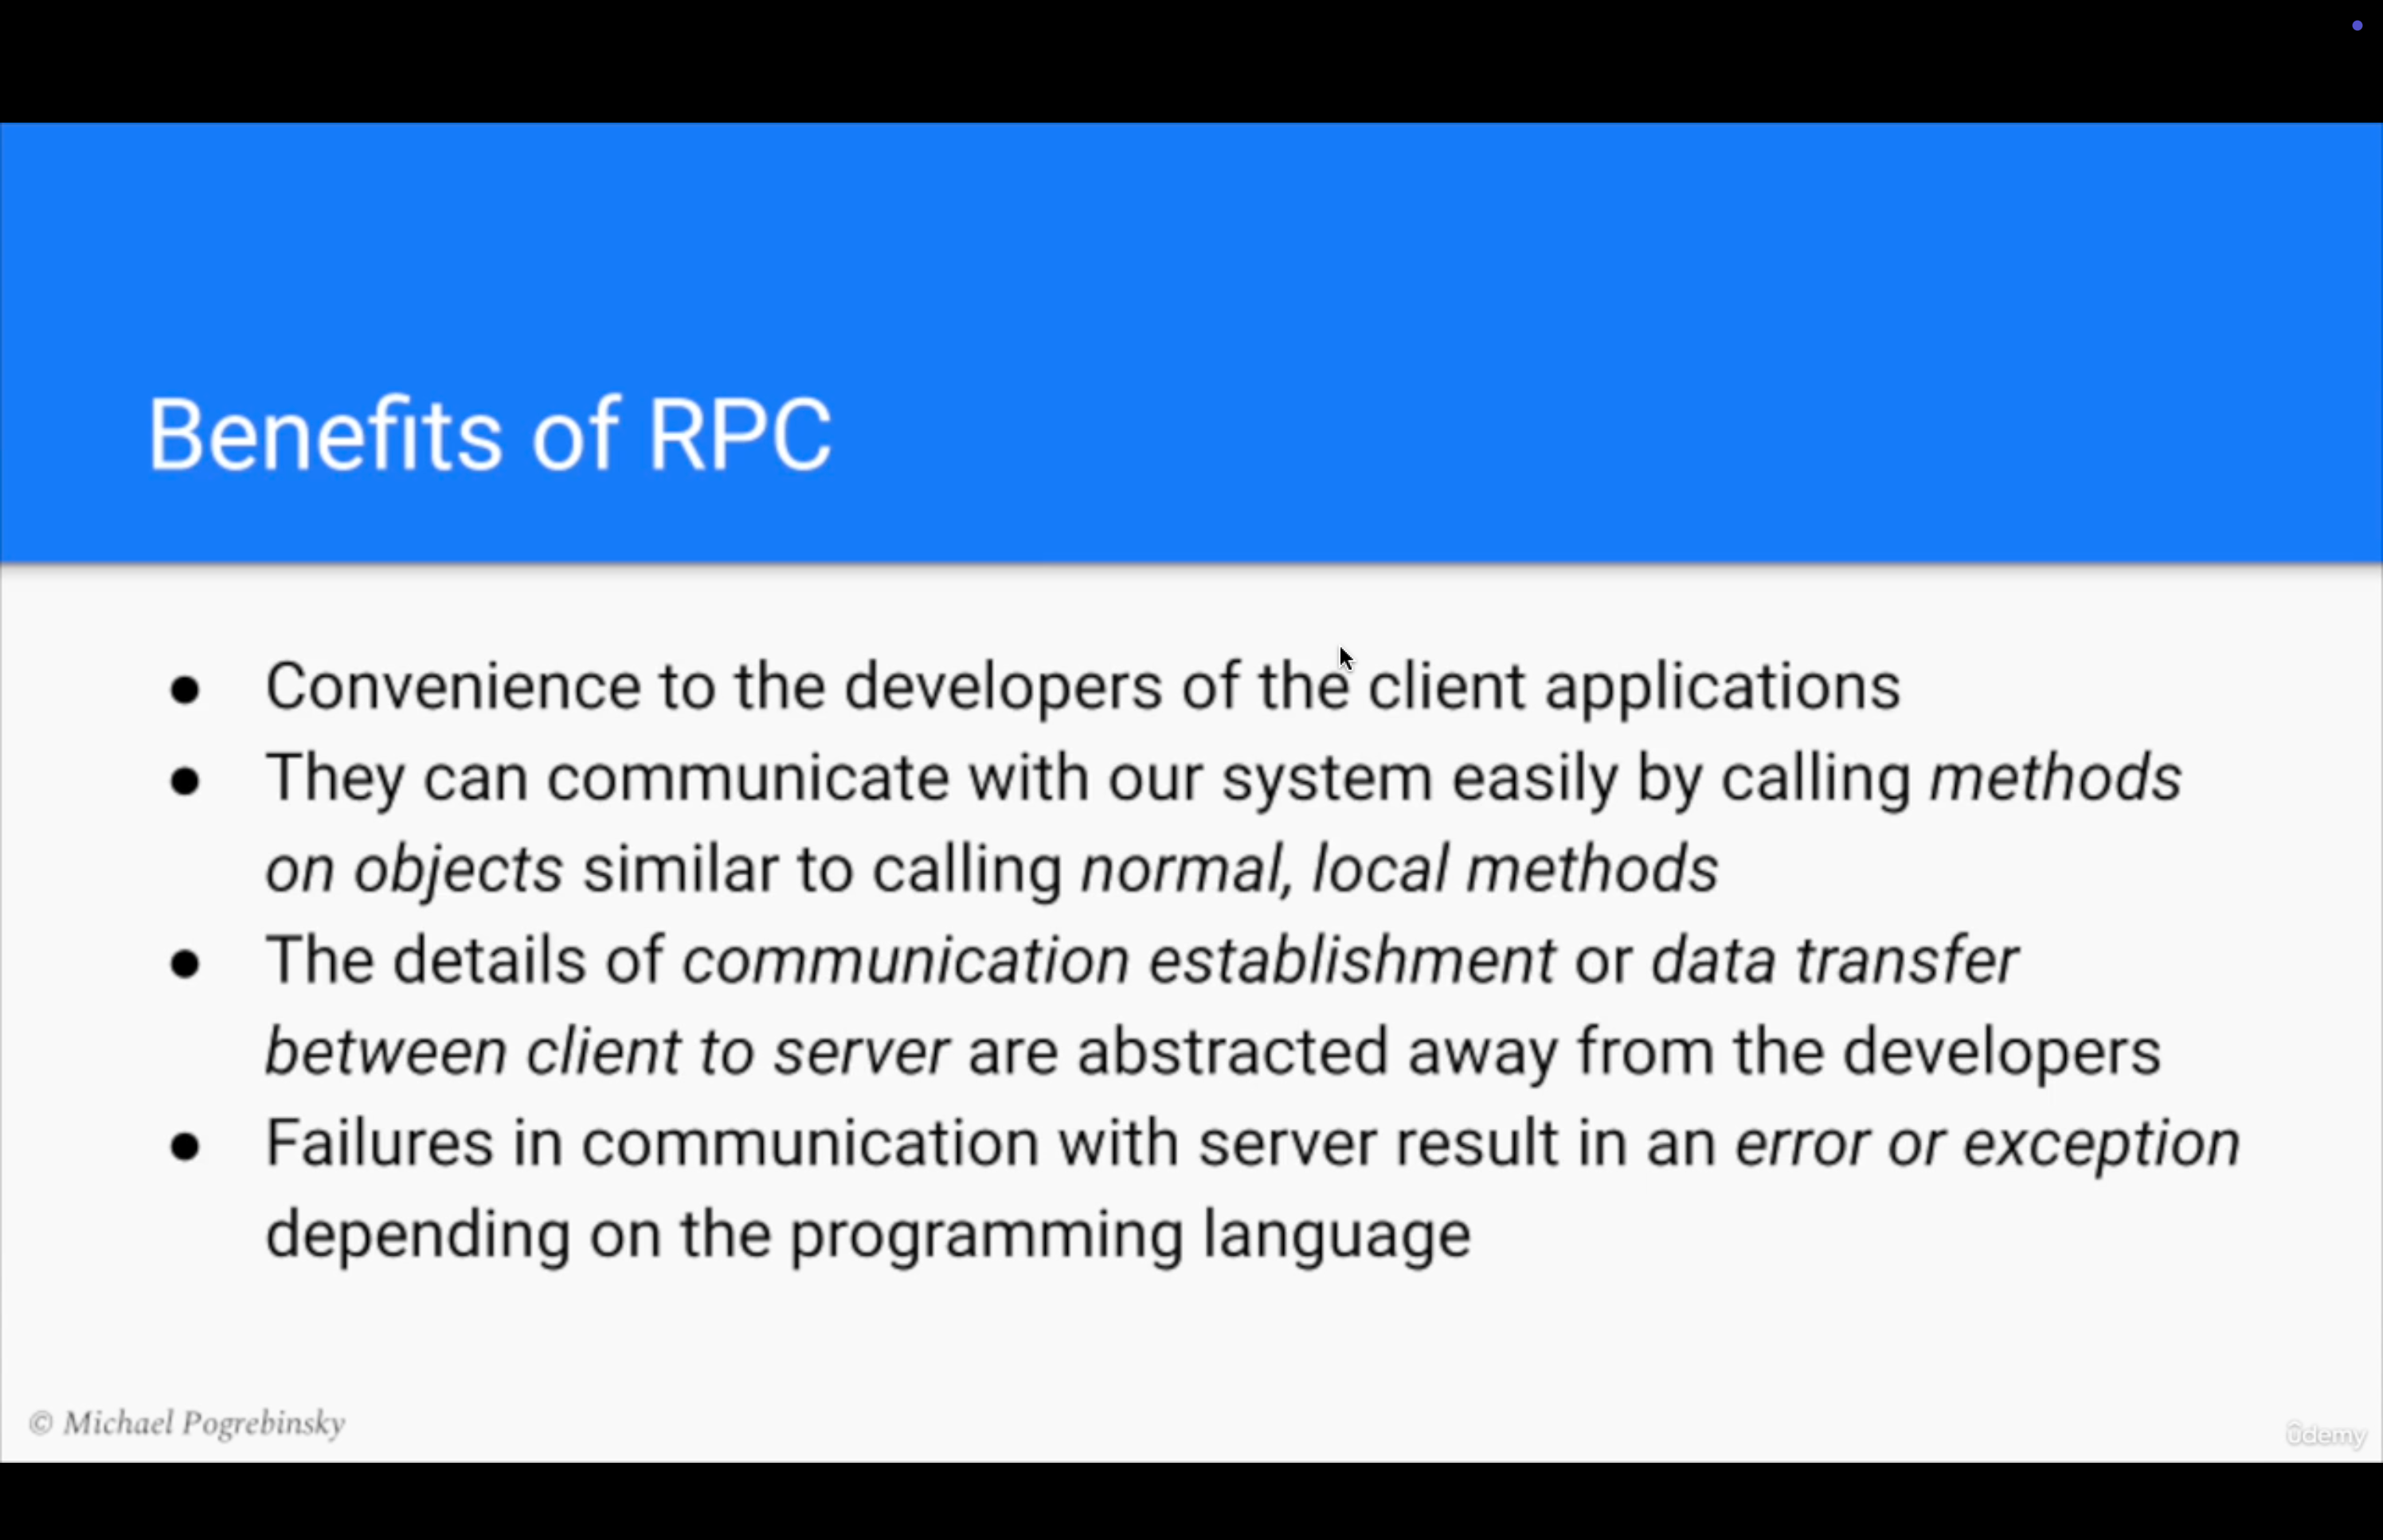 Benefits of RPC
● Convenience to the developers of the client applications
● They can communicate with our system easily by calling methods
on objects similar to calling normal, local methods
● The details of communication establishment or data transfer
between client to server are abstracted away from the developers
● Failures in communication with server result in an error or exception
depending on the programming language
© Michael Pogrebinsky
ûdemy